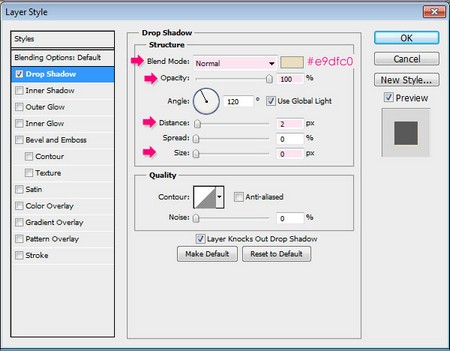 Layer Style
Styles
Blending Options: Default
Drop Shadow
Inner Shadow
Outer Glow
Inner Glow
Bevel and Emboss
Contour
Texture
Satin
Color Overlay
Gradient Overlay
Pattern Overlay
Stroke
Drop Shadow
Structure
Blend Mode: Normal #e9dfc0
Opacity: 100 %
Angle: 120 ° Use Global Light
Distance: 2 px
Spread: 0 %
Size: 0 px
Quality
Contour: Anti-aliased
Noise: 0 %
Layer Knocks Out Drop Shadow
Make Default Reset to Default
OK
Cancel
New Style...
Preview